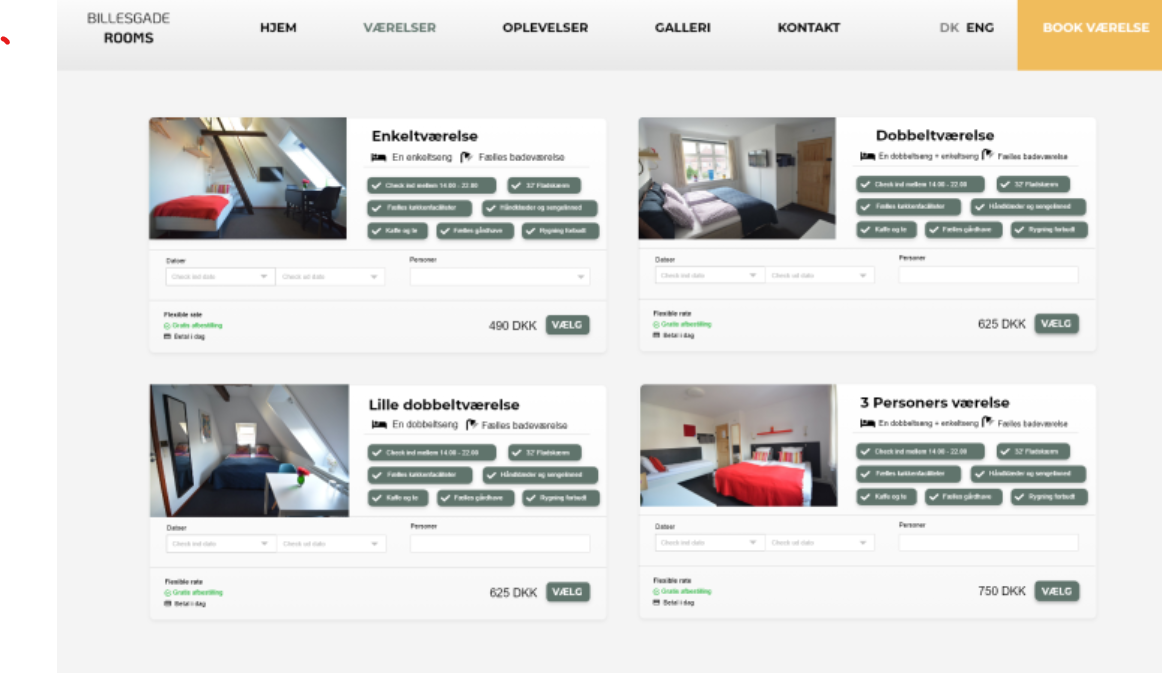 BILLESGADE
ROOMS
HJEM
VÆRELSER
OPLEVELSER
GALLERI
KONTAKT
DK ENG
BOOK VÆRELSE
Enkeltværelse
En enkeltseng Fælles badeværelse
Check ind mellem 14.00 - 22.00
32" Fladskærm
Fælles køkkenfaciliteter
Håndklæder og sengelinned
Kaffe og te
Fælles gårdhave
Rygning forbudt
Datoer
Personer
Check ind dato
Check ud dato
Flexible rate
Gratis afbestilling
Betal i dag
490 DKK
VÆLG
Dobbeltværelse
En dobbeltseng + enkeltseng Fælles badeværelse
Check ind mellem 14.00 - 22.00
32" Fladskærm
Fælles køkkenfaciliteter
Håndklæder og sengelinned
Kaffe og te
Fælles gårdhave
Rygning forbudt
Datoer
Personer
Check ind dato
Check ud dato
Flexible rate
Gratis afbestilling
Betal i dag
625 DKK
VÆLG
Lille dobbeltværelse
En dobbeltseng Fælles badeværelse
Check ind mellem 14.00 - 22.00
32" Fladskærm
Fælles køkkenfaciliteter
Håndklæder og sengelinned
Kaffe og te
Fælles gårdhave
Rygning forbudt
Datoer
Personer
Check ind dato
Check ud dato
Flexible rate
Gratis afbestilling
Betal i dag
625 DKK
VÆLG
3 Personers værelse
En dobbeltseng + enkeltseng Fælles badeværelse
Check ind mellem 14.00 - 22.00
32" Fladskærm
Fælles køkkenfaciliteter
Håndklæder og sengelinned
Kaffe og te
Fælles gårdhave
Rygning forbudt
Datoer
Personer
Check ind dato
Check ud dato
Flexible rate
Gratis afbestilling
Betal i dag
750 DKK
VÆLG